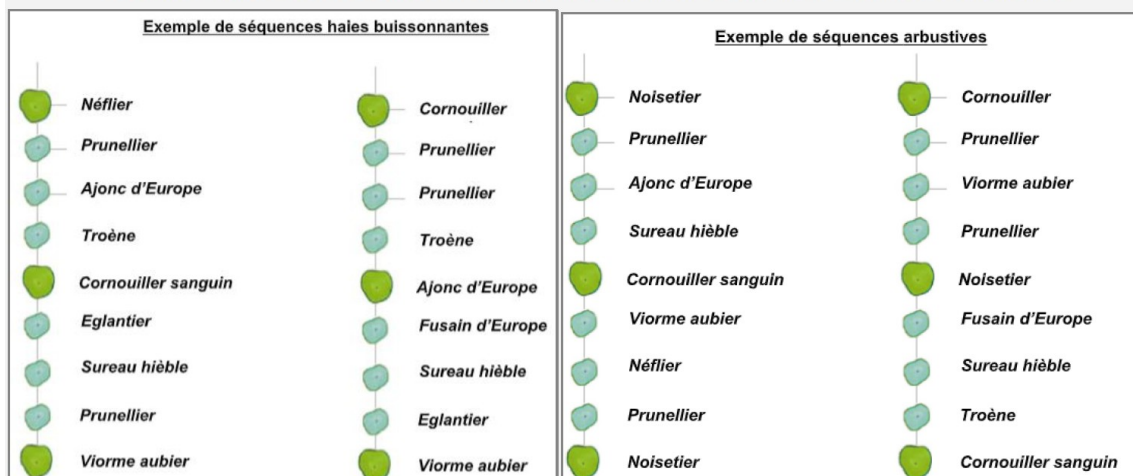 Exemple de séquences haies buissonnantes
Néflier
Prunellier
Ajonc d'Europe
Troène
Cornouiller sanguin
Eglantier
Sureau hièble
Prunellier
Viorme aubier
Cornouiller
Prunellier
Prunellier
Troène
Ajonc d'Europe
Fusain d'Europe
Sureau hièble
Eglantier
Viorme aubier
Exemple de séquences arbustives
Noisetier
Prunellier
Ajonc d'Europe
Sureau hièble
Cornouiller sanguin
Viorme aubier
Néflier
Prunellier
Noisetier
Cornouiller
Prunellier
Viorme aubier
Prunellier
Noisetier
Fusain d'Europe
Sureau hièble
Troène
Cornouiller sanguin